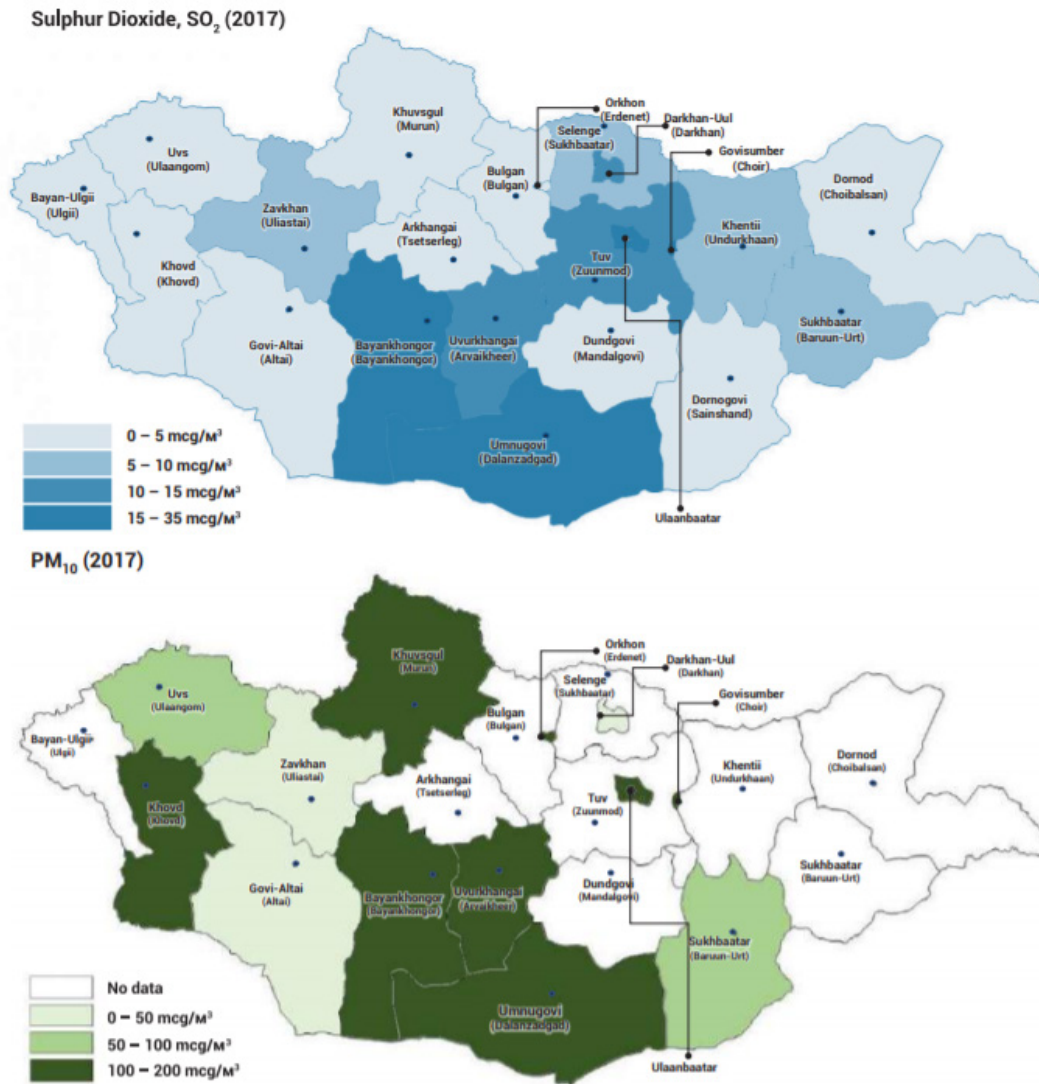 Sulphur Dioxide, SO₂ (2017)
Orkhon
(Erdenet)
Khuvsgul
(Murun)
Darkhan-Uul
(Darkhan)
Selenge
(Sukhbaatar)
Govisumber
(Choir)
Uvs
(Ulaangom)
Bulgan
(Bulgan)
Dornod
(Choibalsan)
Bayan-Ulgii
(Ulgii)
Zavkhan
(Uliastai)
Arkhangai
(Tsetserleg)
Khentii
(Undurkhaan)
Khovd
(Khovd)
Tuv
(Zuunmod)
Sukhbaatar
(Baruun-Urt)
Govi-Altai
(Altai)
Bayankhongor
(Bayankhongor)
Uvurkhangai
(Arvaikheer)
Dundgovi
(Mandalgovi)
Dornogovi
(Sainshand)
Umnugovi
(Dalanzadgad)
Ulaanbaatar
0 – 5 mcg/м³
5 – 10 mcg/м³
10 – 15 mcg/м³
15 – 35 mcg/м³
PM₁₀ (2017)
Orkhon
(Erdenet)
Khuvsgul
(Murun)
Darkhan-Uul
(Darkhan)
Selenge
(Sukhbaatar)
Govisumber
(Choir)
Uvs
(Ulaangom)
Bulgan
(Bulgan)
Bayan-Ulgii
(Ulgii)
Dornod
(Choibalsan)
Zavkhan
(Uliastai)
Arkhangai
(Tsetserleg)
Khentii
(Undurkhaan)
Khovd
(Khovd)
Tuv
(Zuunmod)
Sukhbaatar
(Baruun-Urt)
Govi-Altai
(Altai)
Bayankhongor
(Bayankhongor)
Uvurkhangai
(Arvaikheer)
Dundgovi
(Mandalgovi)
Sukhbaatar
(Baruun-Urt)
Umnugovi
(Dalanzadgad)
Ulaanbaatar
No data
0 – 50 mcg/м³
50 – 100 mcg/м³
100 – 200 mcg/м³